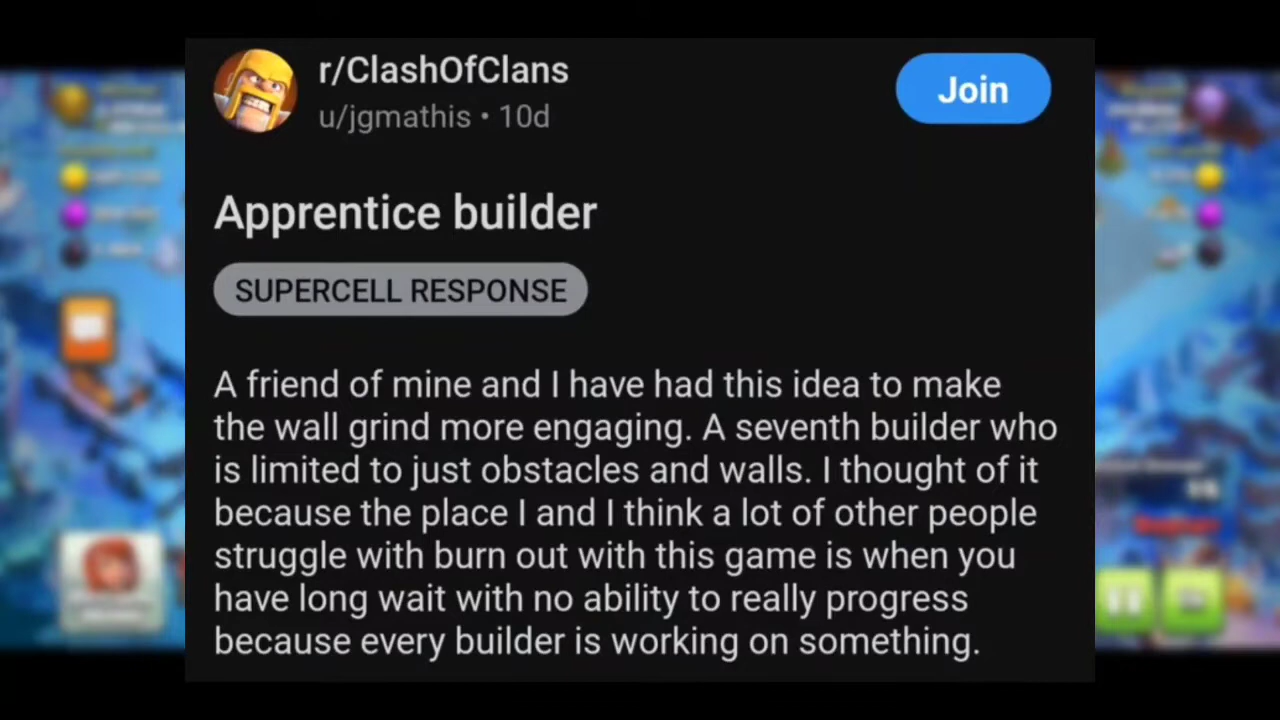 r/ClashOfClans
u/jgmathis • 10d
Join
Apprentice builder
SUPERCELL RESPONSE
A friend of mine and I have had this idea to make
the wall grind more engaging. A seventh builder who
is limited to just obstacles and walls. I thought of it
because the place I and I think a lot of other people
struggle with burn out with this game is when you
have long wait with no ability to really progress
because every builder is working on something.